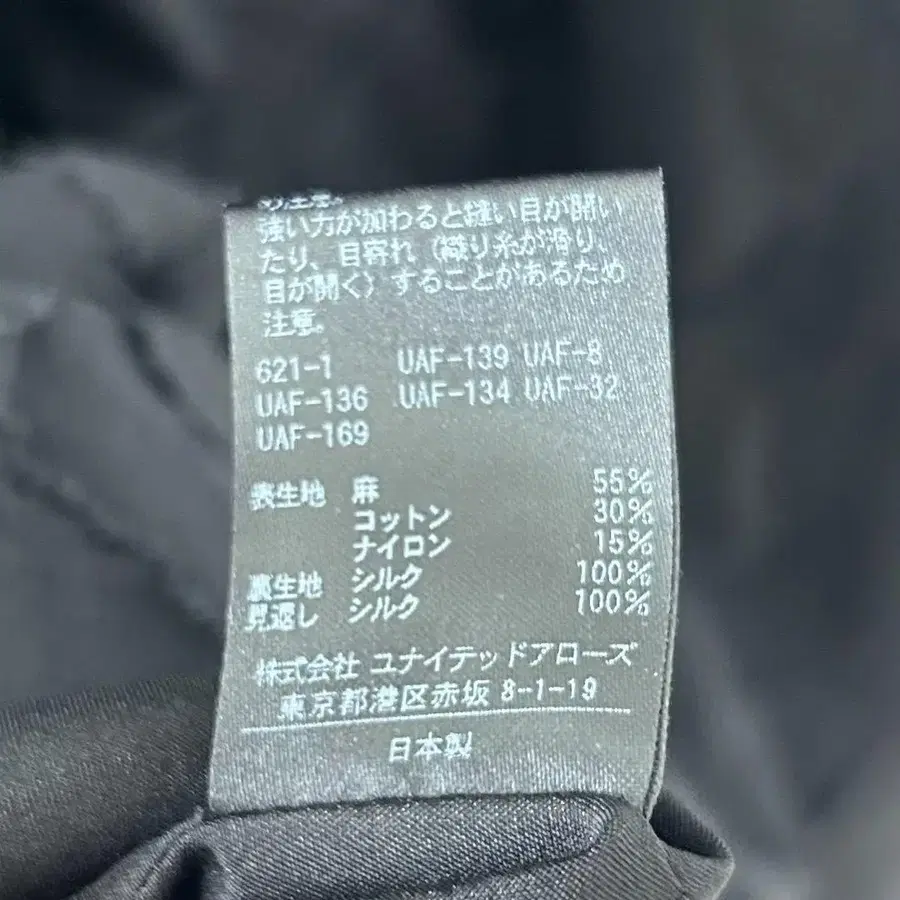 め注意。
強い力が加わると縫い目が開い
たり、目寄れ（織り糸が滑り、
目が開く）することがあるため
注意。
621-1 UAF-139 UAF-8
UAF-136 UAF-134 UAF-32
UAF-169
表生地 麻 55%
コットン 30%
ナイロン 15%
裏生地 シルク 100%
見返し シルク 100%
株式会社 ユナイテッドアローズ
東京都港区赤坂 8-1-19
日本製